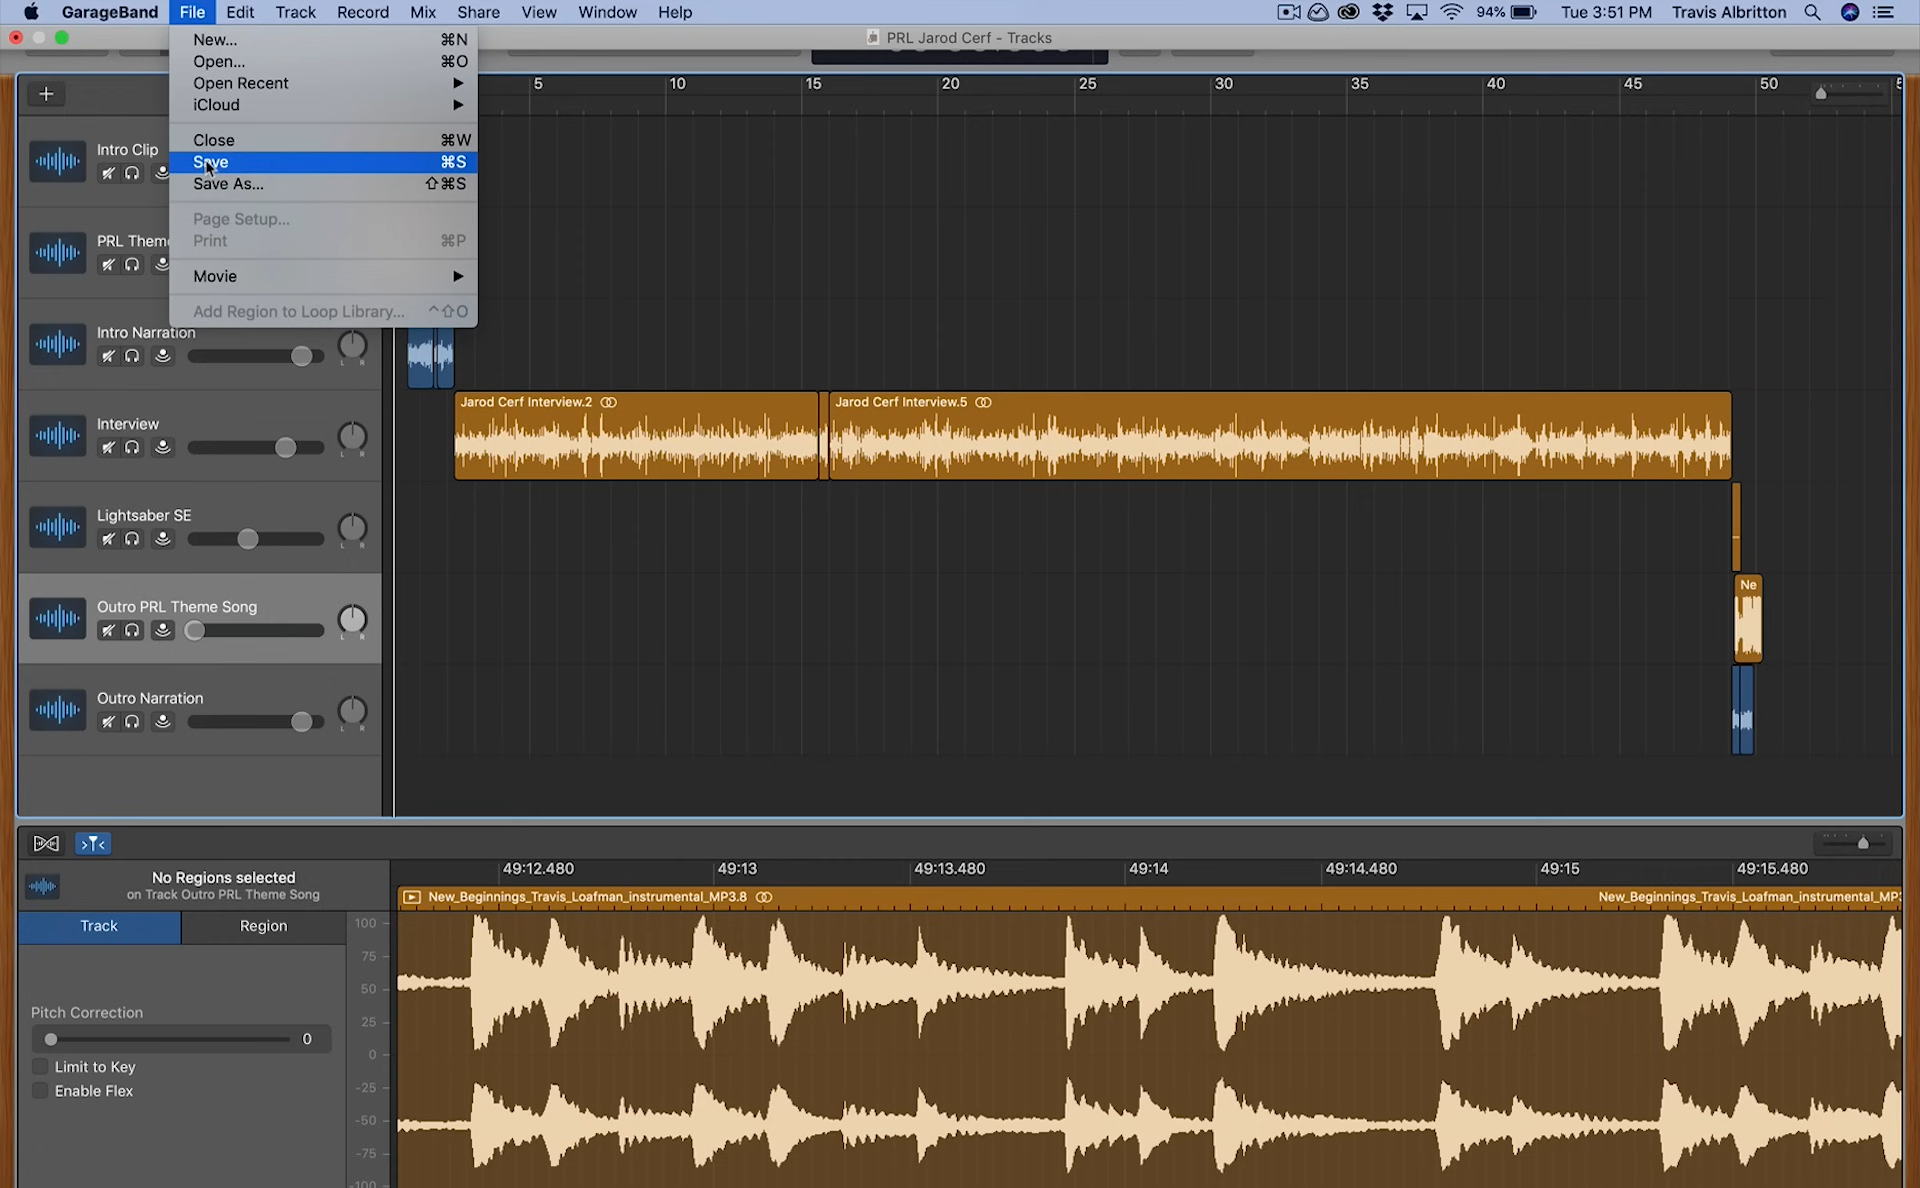 GarageBand File Edit Track Record Mix Share View Window Help 94% Tue 3:51 PM Travis Albritton
PRL Jarod Cerf - Tracks
New... ⌘N
Open... ⌘O
Open Recent ▶
iCloud ▶
Close ⌘W
Save ⌘S
Save As... ⇧⌘S
Page Setup...
Print ⌘P
Movie ▶
Add Region to Loop Library... ^⇧O
5 10 15 20 25 30 35 40 45 50
Intro Clip
PRL Them
Intro Narration
L R
Jarod Cerf Interview.2
Jarod Cerf Interview.5
Interview
L R
Lightsaber SE
L R
Ne
Outro PRL Theme Song
L R
Outro Narration
L R
49:12.480 49:13 49:13.480 49:14 49:14.480 49:15 49:15.480
No Regions selected
on Track Outro PRL Theme Song
New_Beginnings_Travis_Loafman_instrumental_MP3.8
New_Beginnings_Travis_Loafman_instrumental_MP3
Track Region
Pitch Correction
0
Limit to Key
Enable Flex
100
75
50
25
0
-25
-50
-75
-100